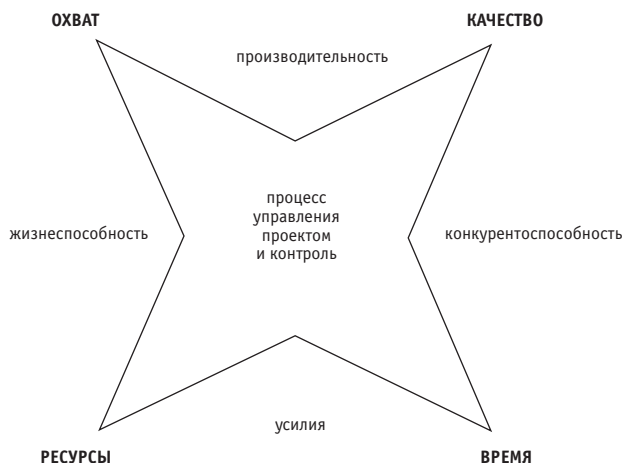 ОХВАТ
КАЧЕСТВО
производительность
процесс
управления
проектом
и контроль
жизнеспособность
конкурентоспособность
усилия
РЕСУРСЫ
ВРЕМЯ